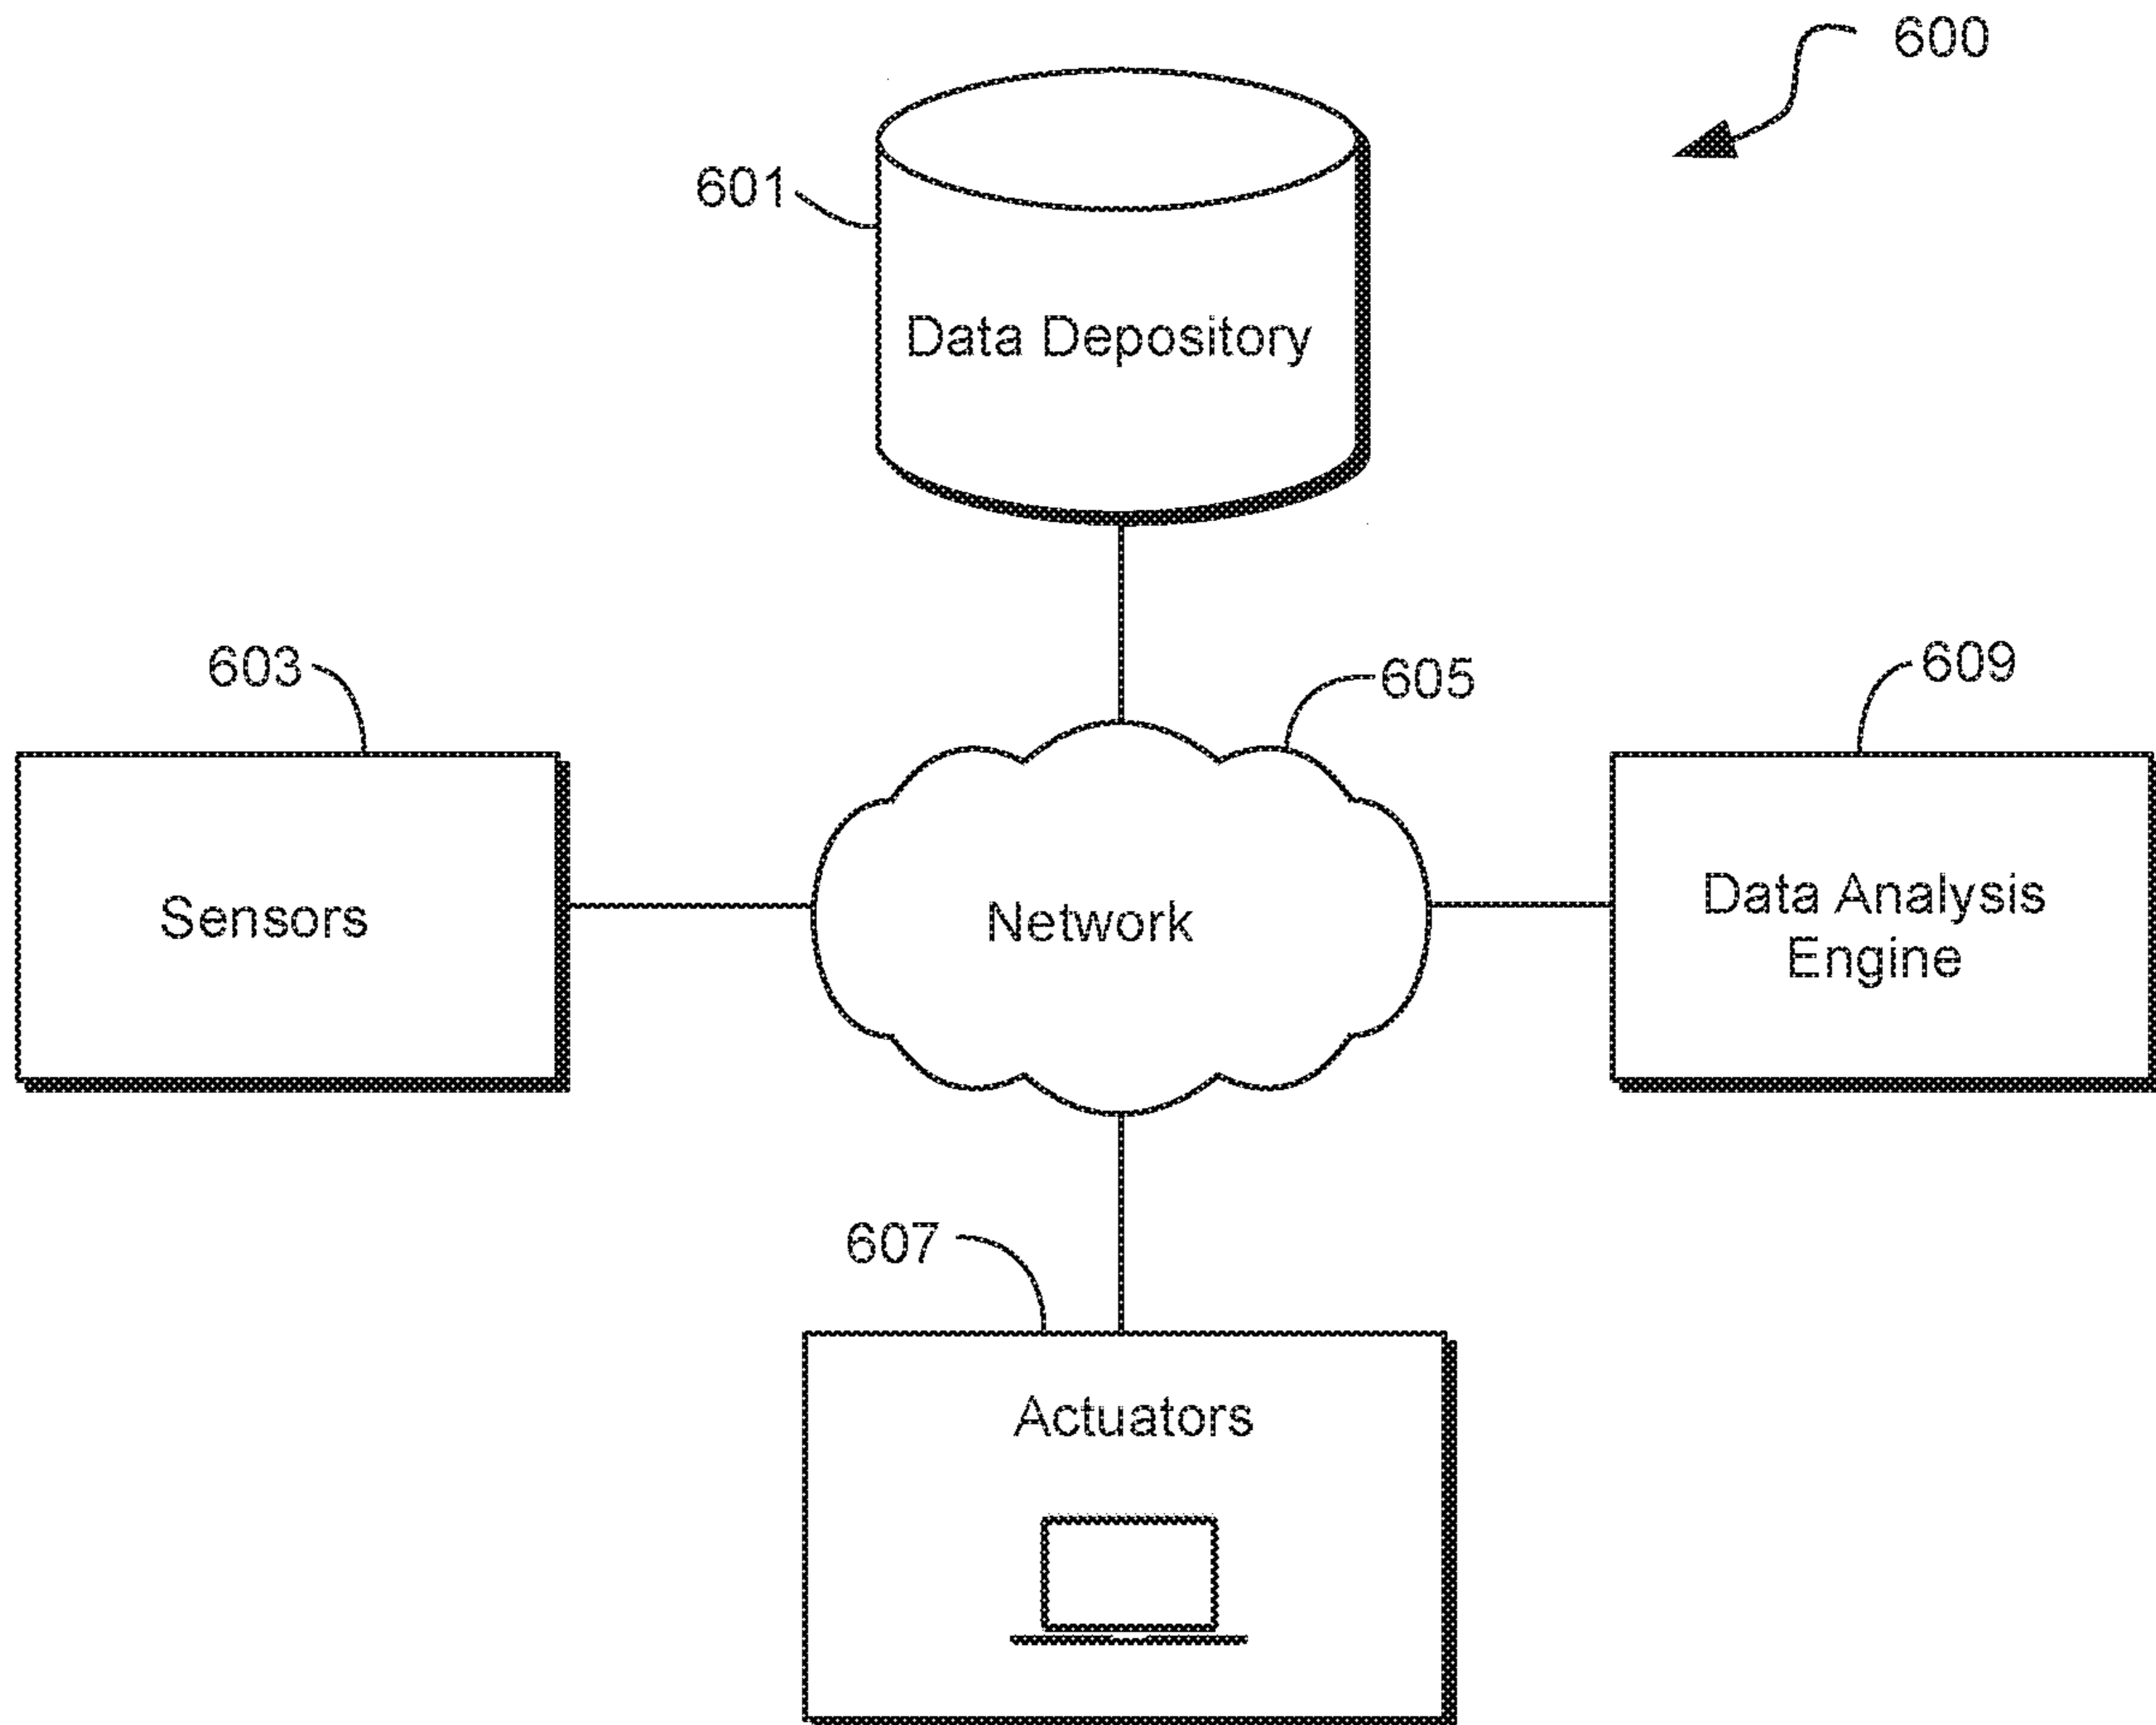 600
601
Data Depository
603
605
609
Sensors
Network
Data Analysis
Engine
607
Actuators